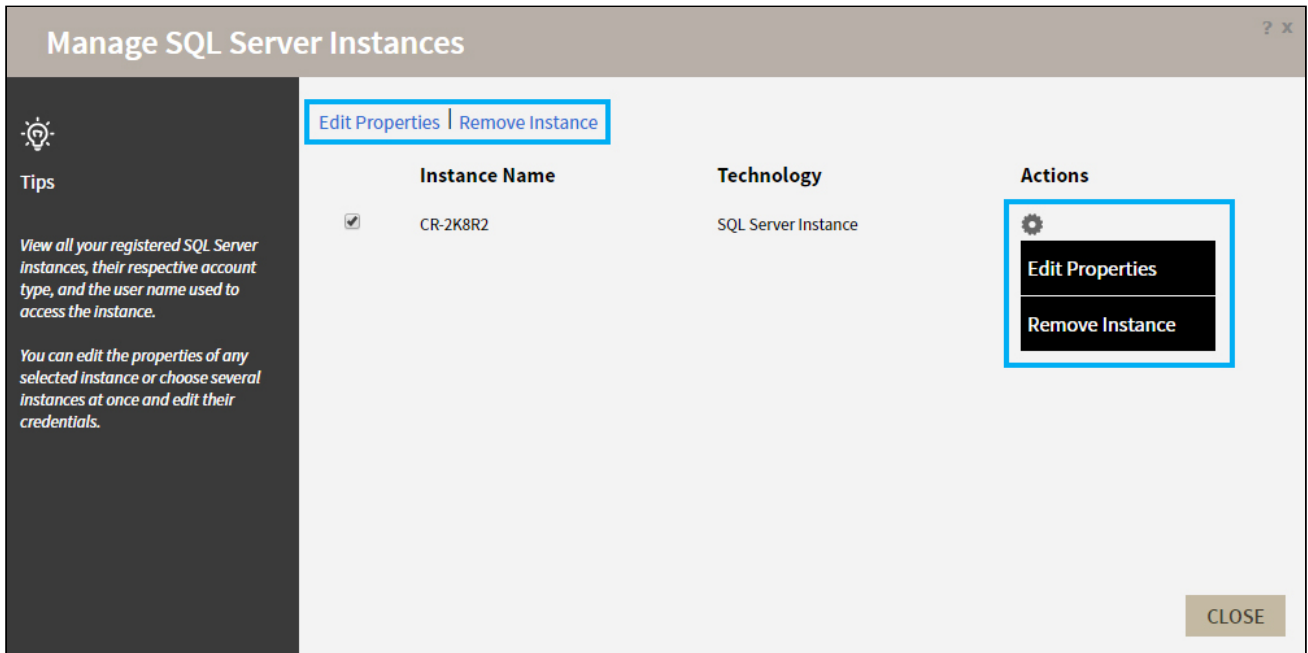 Manage SQL Server Instances
? x
Tips
View all your registered SQL Server
instances, their respective account
type, and the user name used to
access the instance.
You can edit the properties of any
selected instance or choose several
instances at once and edit their
credentials.
Edit Properties | Remove Instance
Instance Name Technology Actions
CR-2K8R2 SQL Server Instance
Edit Properties
Remove Instance
CLOSE